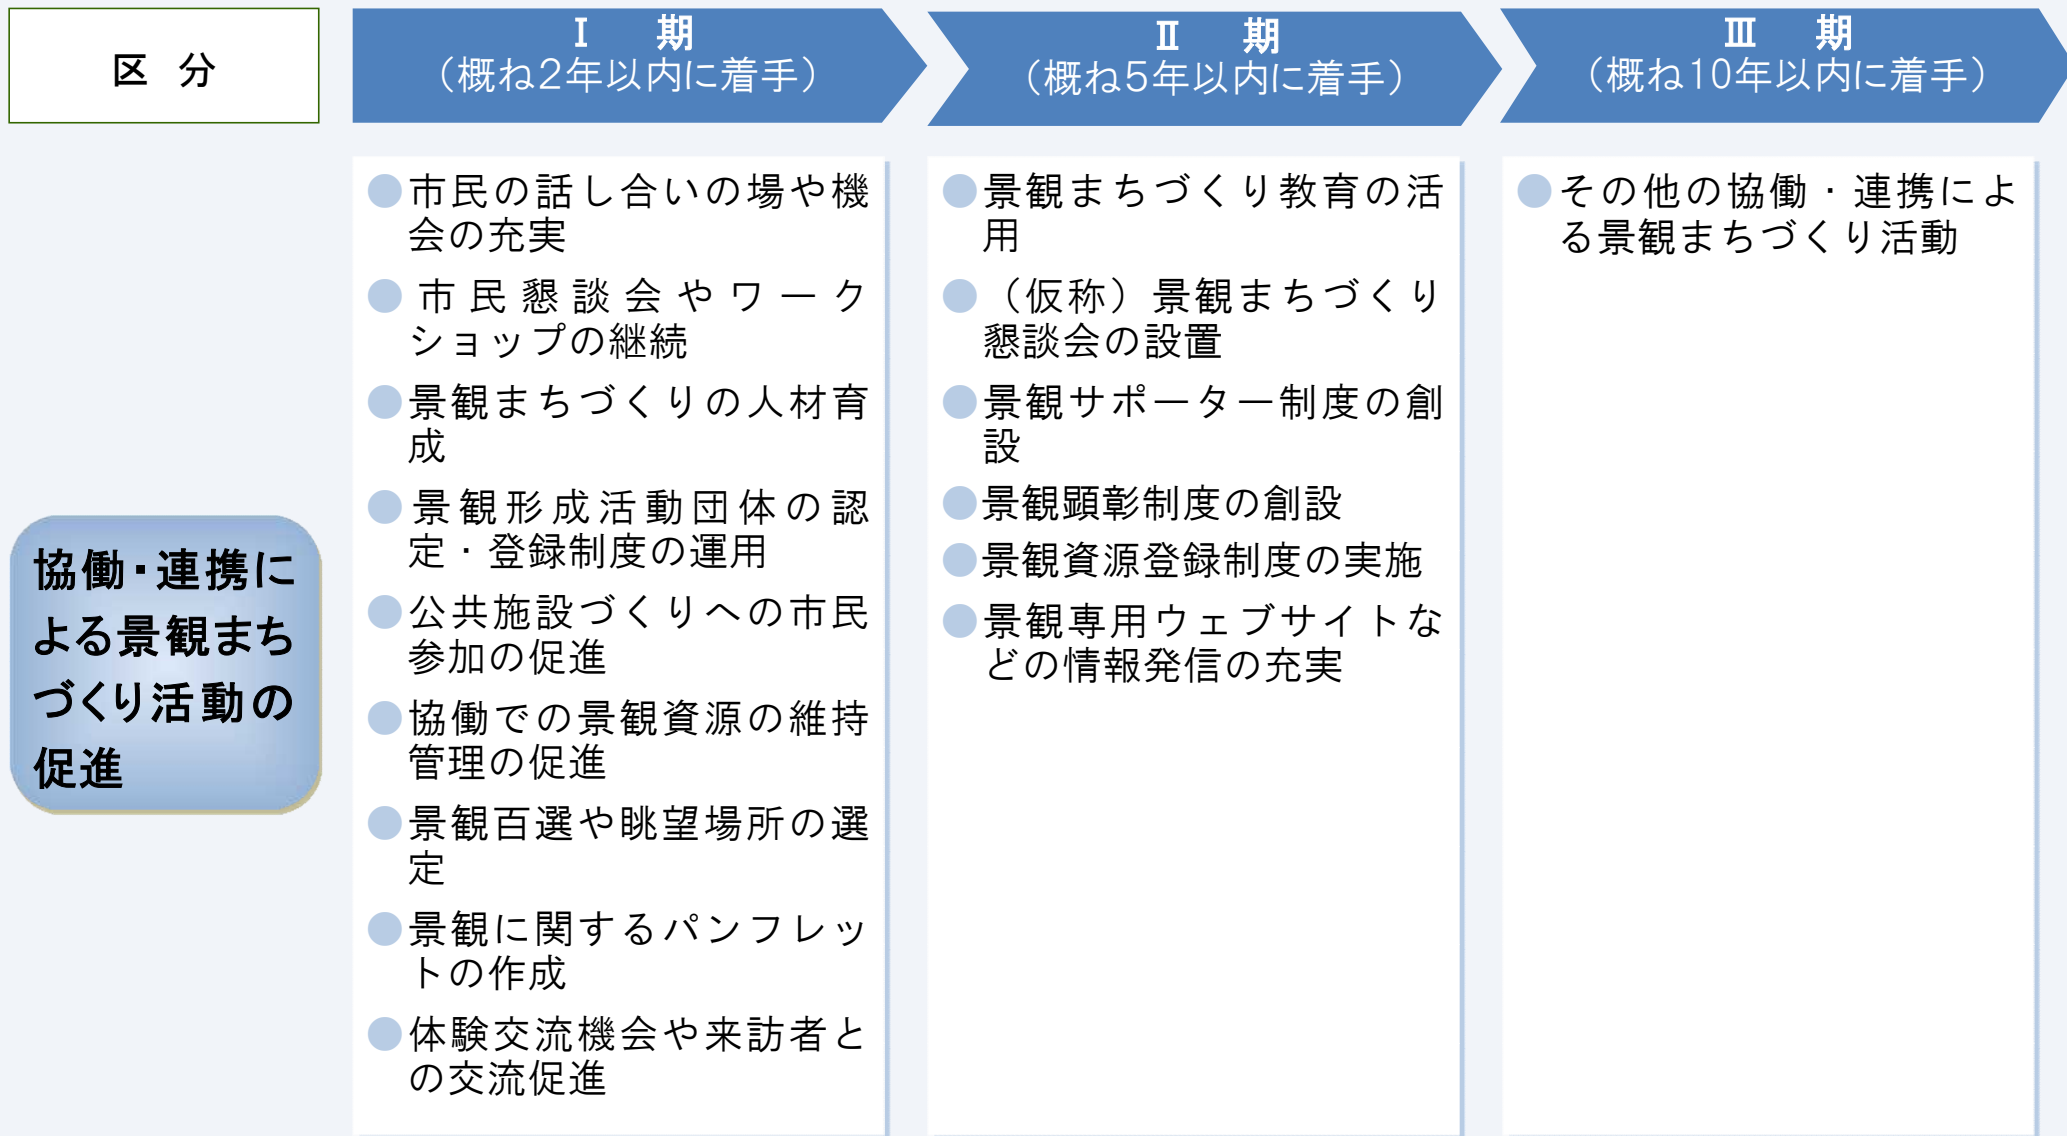 区 分
Ⅰ 期
（概ね2年以内に着手）
Ⅱ 期
（概ね5年以内に着手）
Ⅲ 期
（概ね10年以内に着手）
協働・連携に
よる景観まち
づくり活動の
促進
●市民の話し合いの場や機
会の充実
●市民懇談会やワーク
ショップの継続
●景観まちづくりの人材育
成
●景観形成活動団体の認
定・登録制度の運用
●公共施設づくりへの市民
参加の促進
●協働での景観資源の維持
管理の促進
●景観百選や眺望場所の選
定
●景観に関するパンフレッ
トの作成
●体験交流機会や来訪者と
の交流促進
●景観まちづくり教育の活
用
●（仮称）景観まちづくり
懇談会の設置
●景観サポーター制度の創
設
●景観顕彰制度の創設
●景観資源登録制度の実施
●景観専用ウェブサイトな
どの情報発信の充実
●その他の協働・連携によ
る景観まちづくり活動